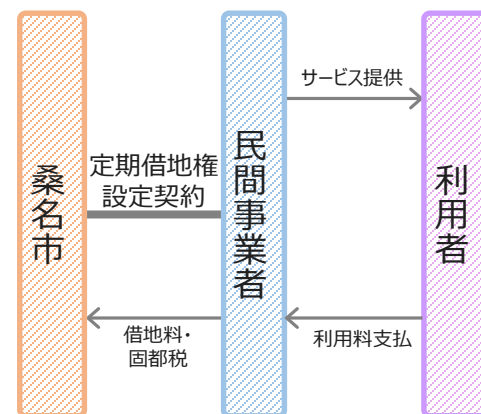 桑名市
定期借地権
設定契約
借地料・
固都税
民間事業者
サービス提供
利用料支払
利用者